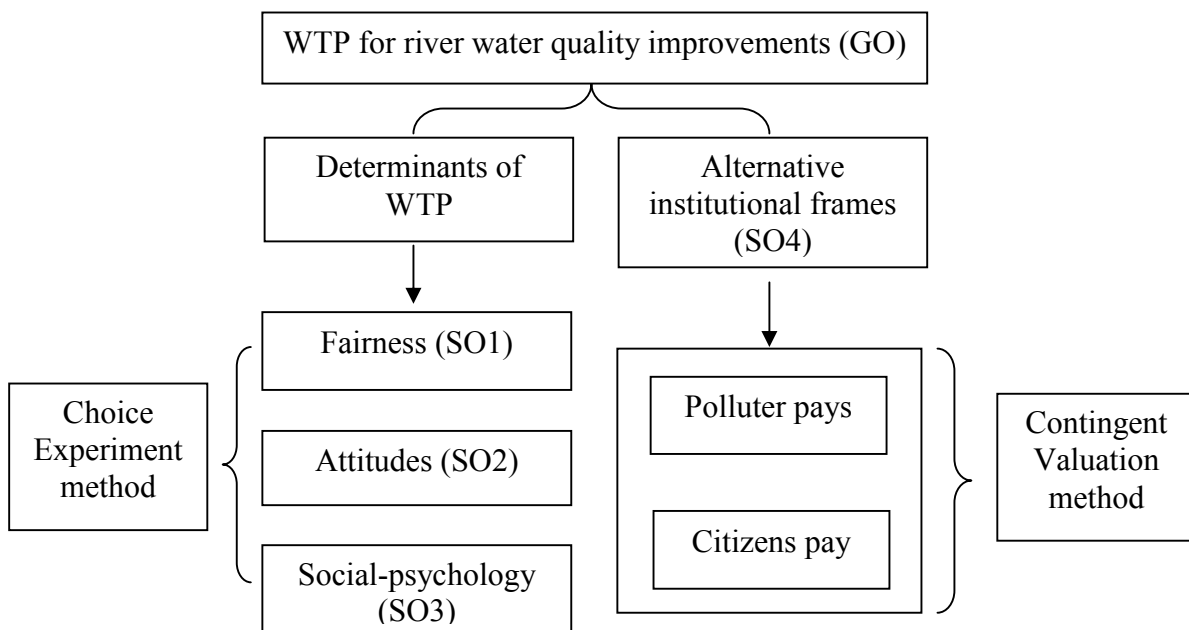 WTP for river water quality improvements (GO)
Determinants of
WTP
Alternative
institutional frames
(SO4)
Fairness (SO1)
Attitudes (SO2)
Social-psychology
(SO3)
Choice
Experiment
method
Polluter pays
Citizens pay
Contingent
Valuation
method